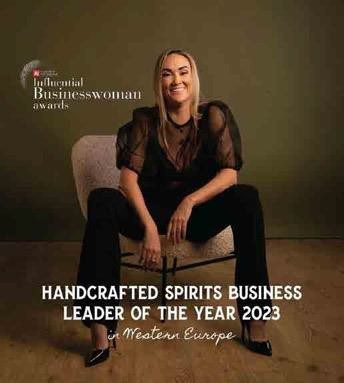 Influential
Businesswoman
awards
HANDCRAFTED SPIRITS BUSINESS
LEADER OF THE YEAR 2023
in Western Europe